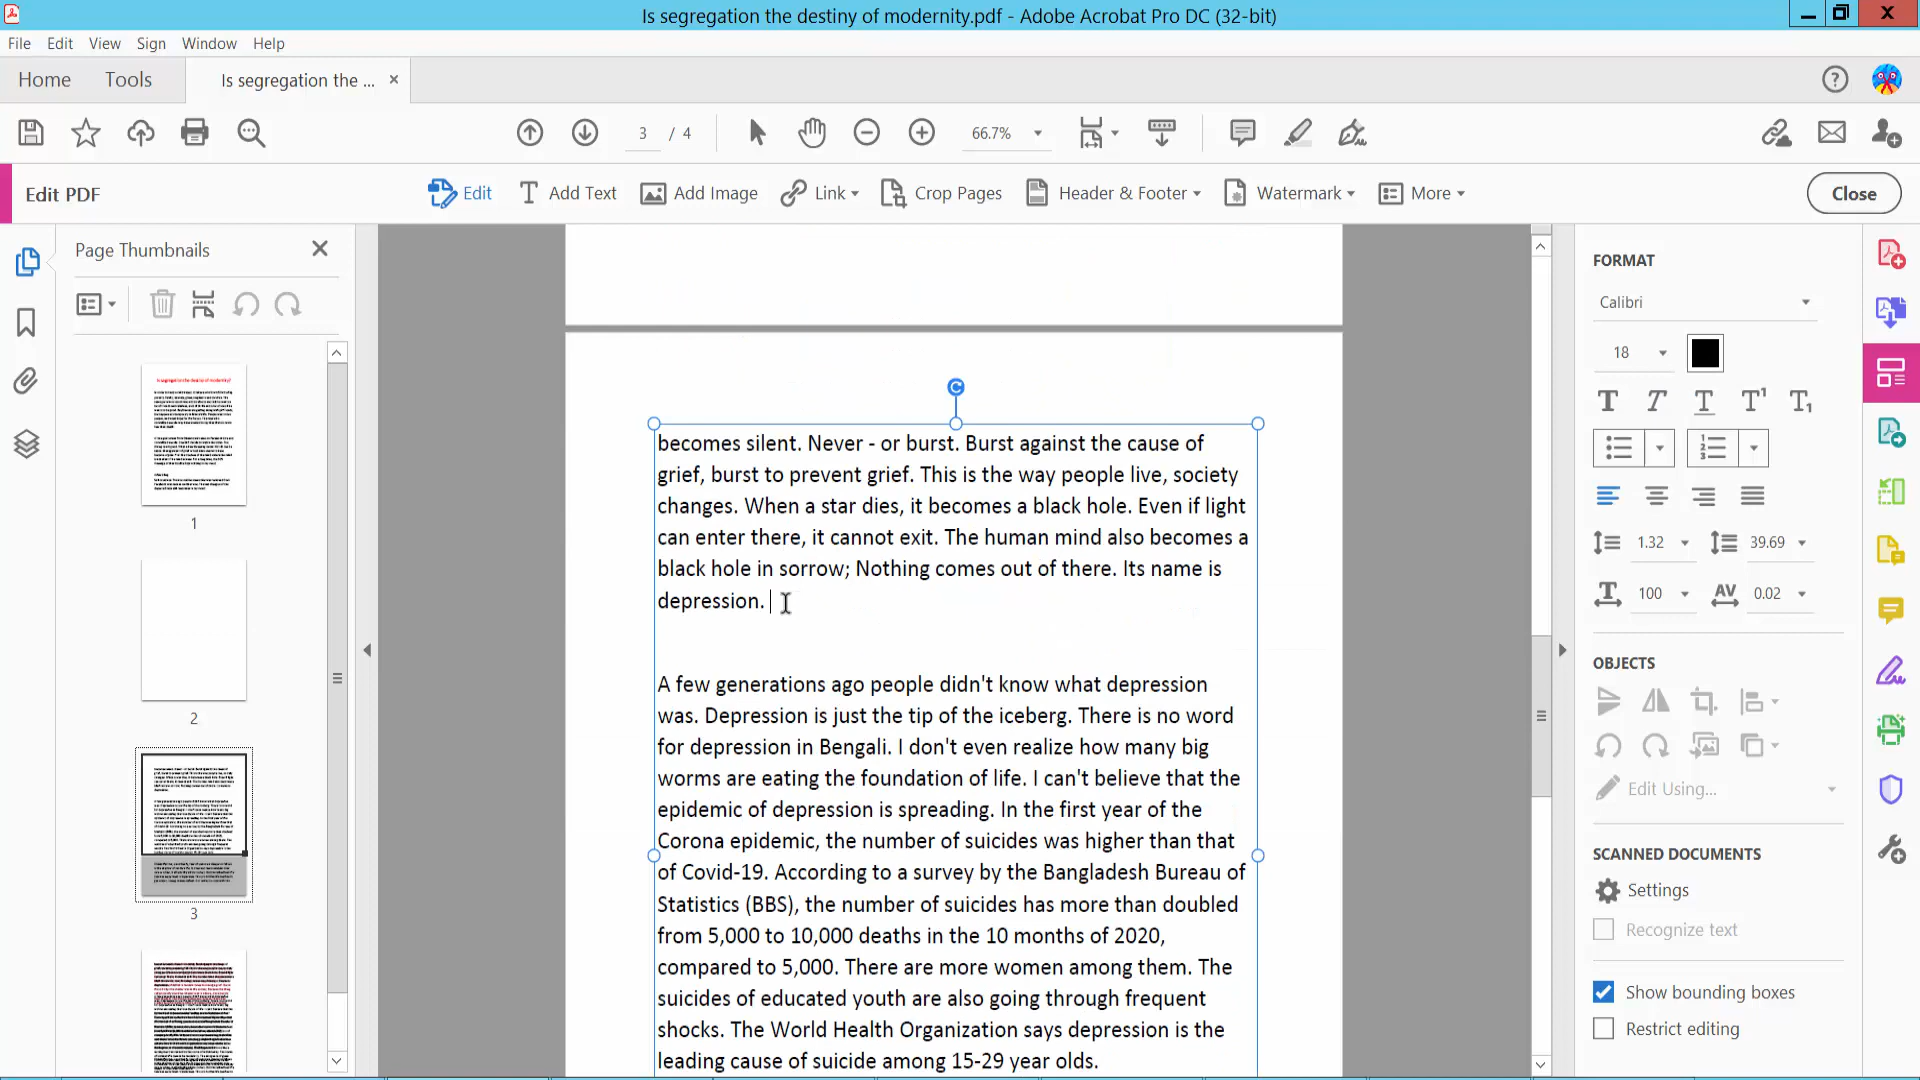 Is segregation the destiny of modernity.pdf - Adobe Acrobat Pro DC (32-bit)
File Edit View Sign Window Help
Home Tools Is segregation the ...
3 / 4 66.7%
Edit PDF Edit Add Text Add Image Link Crop Pages Header & Footer Watermark More Close
Page Thumbnails
1
2
3
becomes silent. Never - or burst. Burst against the cause of
grief, burst to prevent grief. This is the way people live, society
changes. When a star dies, it becomes a black hole. Even if light
can enter there, it cannot exit. The human mind also becomes a
black hole in sorrow; Nothing comes out of there. Its name is
depression.
A few generations ago people didn't know what depression
was. Depression is just the tip of the iceberg. There is no word
for depression in Bengali. I don't even realize how many big
worms are eating the foundation of life. I can't believe that the
epidemic of depression is spreading. In the first year of the
Corona epidemic, the number of suicides was higher than that
of Covid-19. According to a survey by the Bangladesh Bureau of
Statistics (BBS), the number of suicides has more than doubled
from 5,000 to 10,000 deaths in the 10 months of 2020,
compared to 5,000. There are more women among them. The
suicides of educated youth are also going through frequent
shocks. The World Health Organization says depression is the
leading cause of suicide among 15-29 year olds.
FORMAT
Calibri
18
1.32 39.69
100 0.02
OBJECTS
Edit Using...
SCANNED DOCUMENTS
Settings
Recognize text
Show bounding boxes
Restrict editing